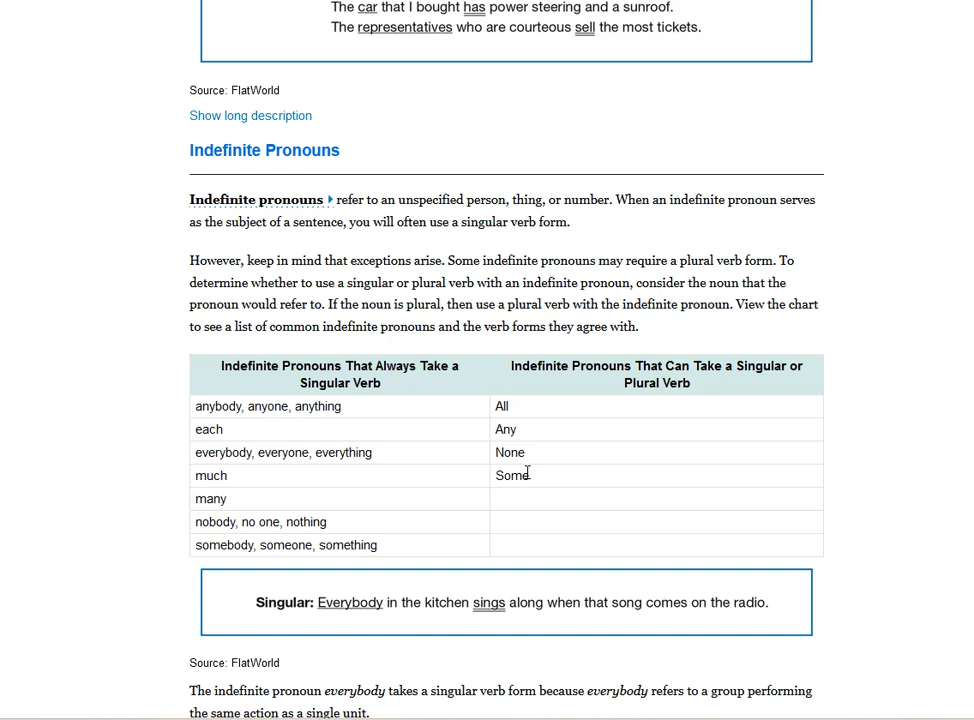 The car that I bought has power steering and a sunroof.
The representatives who are courteous sell the most tickets.
Source: FlatWorld
Show long description
Indefinite Pronouns
Indefinite pronouns refer to an unspecified person, thing, or number. When an indefinite pronoun serves
as the subject of a sentence, you will often use a singular verb form.
However, keep in mind that exceptions arise. Some indefinite pronouns may require a plural verb form. To
determine whether to use a singular or plural verb with an indefinite pronoun, consider the noun that the
pronoun would refer to. If the noun is plural, then use a plural verb with the indefinite pronoun. View the chart
to see a list of common indefinite pronouns and the verb forms they agree with.
Indefinite Pronouns That Always Take a
Singular Verb
Indefinite Pronouns That Can Take a Singular or
Plural Verb
anybody, anyone, anything
All
each
Any
everybody, everyone, everything
None
much
Some
many
nobody, no one, nothing
somebody, someone, something
Singular: Everybody in the kitchen sings along when that song comes on the radio.
Source: FlatWorld
The indefinite pronoun everybody takes a singular verb form because everybody refers to a group performing
the same action as a single unit.